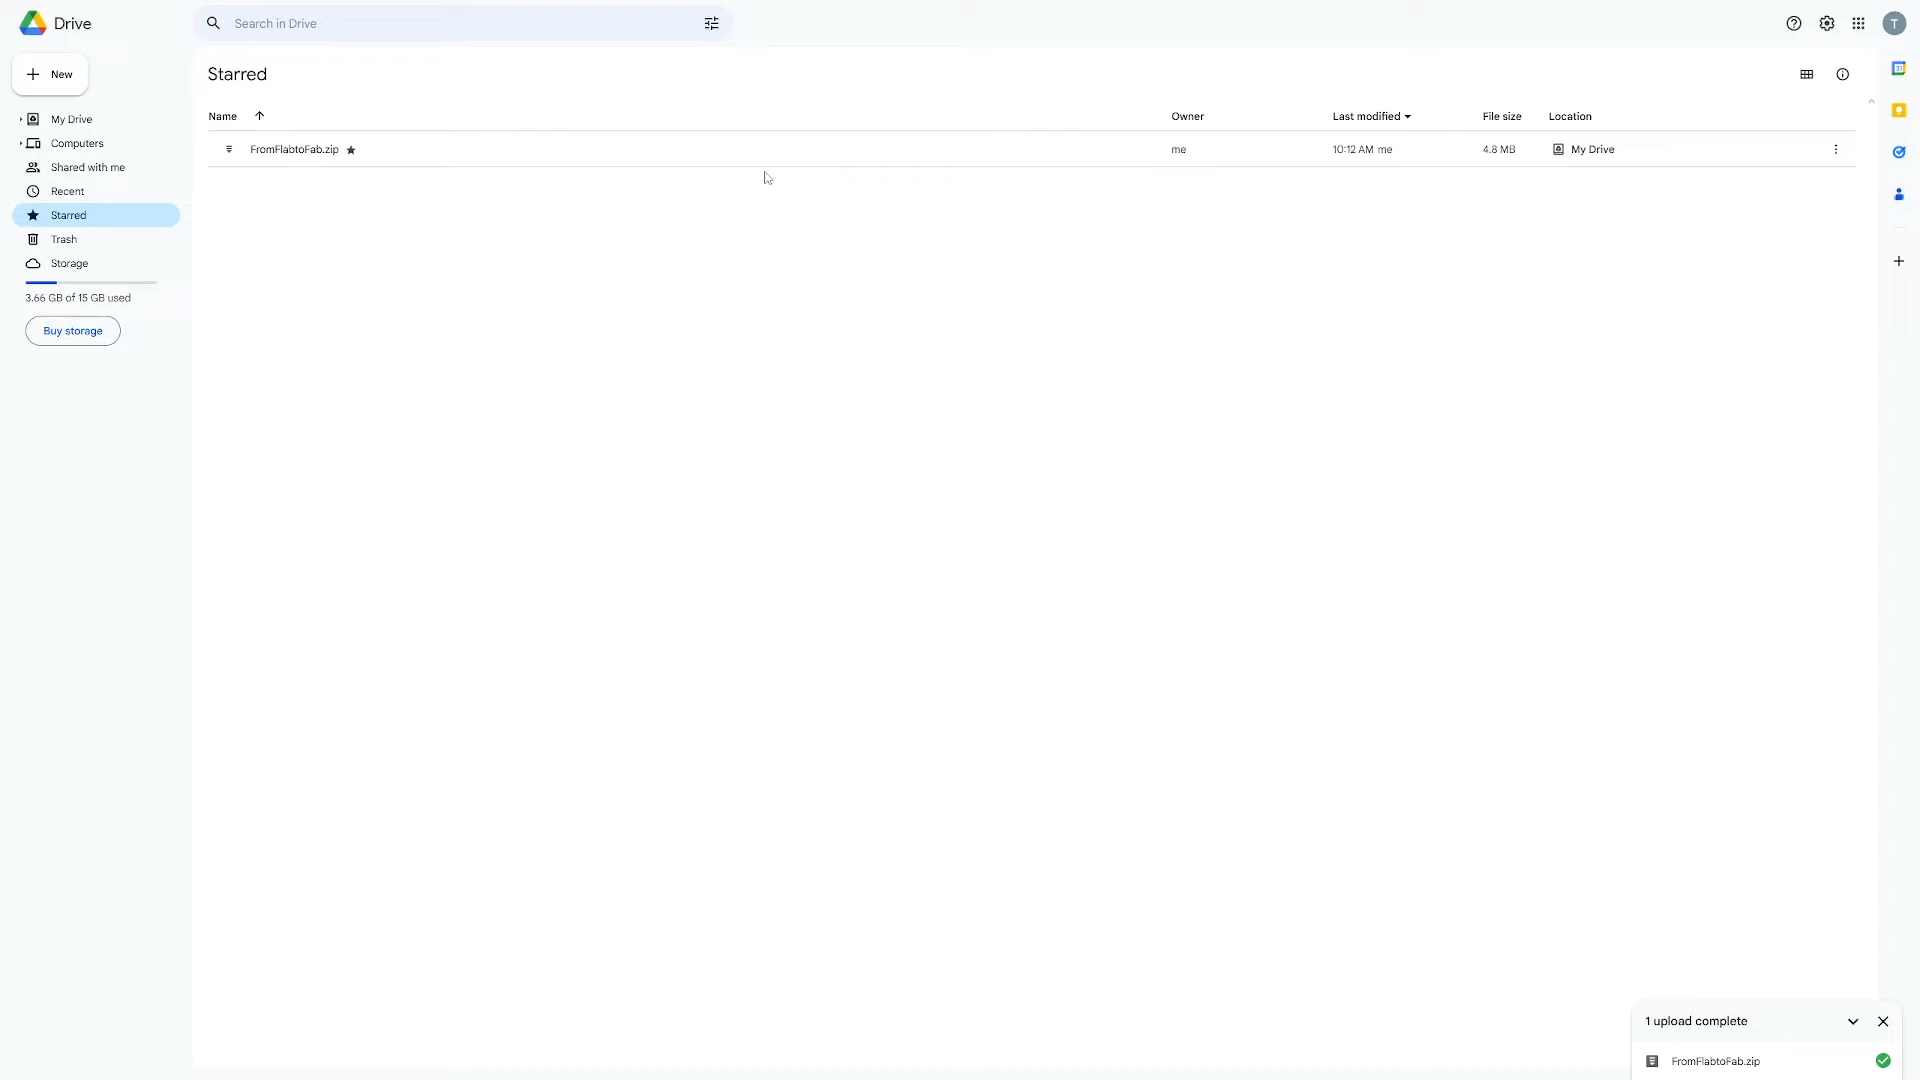 Drive
Search in Drive
T
New
Starred
31
Name Owner Last modified File size Location
My Drive
Computers
FromFlabtoFab.zip me 10:12 AM me 4.8 MB My Drive
Shared with me
Recent
Starred
Trash
Storage
3.66 GB of 15 GB used
Buy storage
1 upload complete
FromFlabtoFab.zip